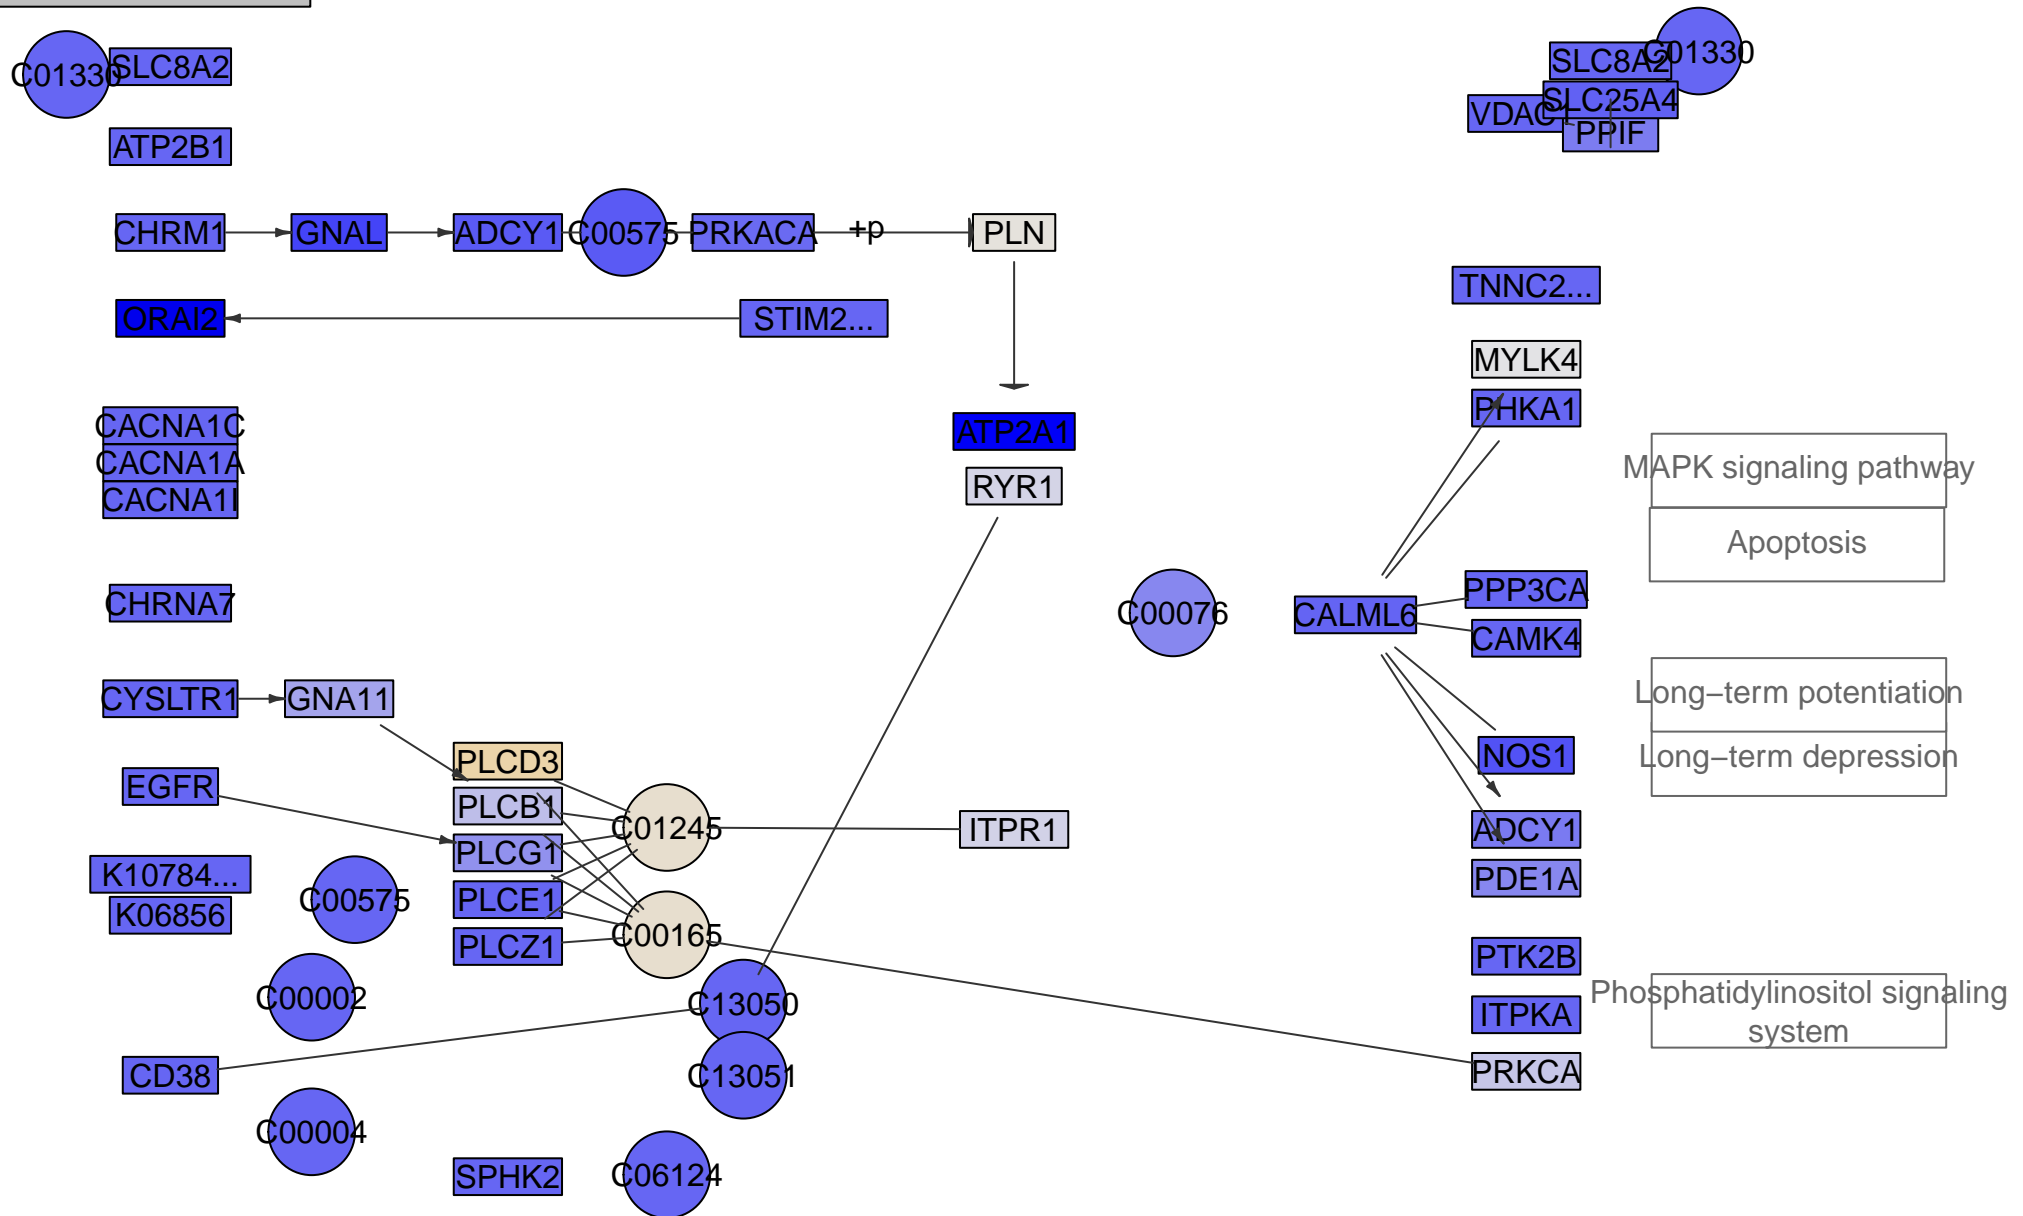 C01330
SLC8A2
ATP2B1
CHRM1
GNAL
ADCY1
C00575
PRKACA
+p
PLN
ORAI2
STIM2...
CACNA1C
CACNA1A
CACNA1I
ATP2A1
RYR1
CHRNA7
CYSLTR1
GNA11
PLCD3
EGFR
PLCB1
C01245
ITPR1
PLCG1
K10784...
C00575
PLCE1
K06856
C00165
PLCZ1
C00002
C13050
CD38
C13051
C00004
SPHK2
C06124
SLC8A2
C01330
SLC25A4
VDAC1
PPIF
TNNC2...
MYLK4
PHKA1
MAPK signaling pathway
Apoptosis
C00076
CALML6
PPP3CA
CAMK4
Long−term potentiation
NOS1
Long−term depression
ADCY1
PDE1A
PTK2B
ITPKA
Phosphatidylinositol signaling
system
PRKCA